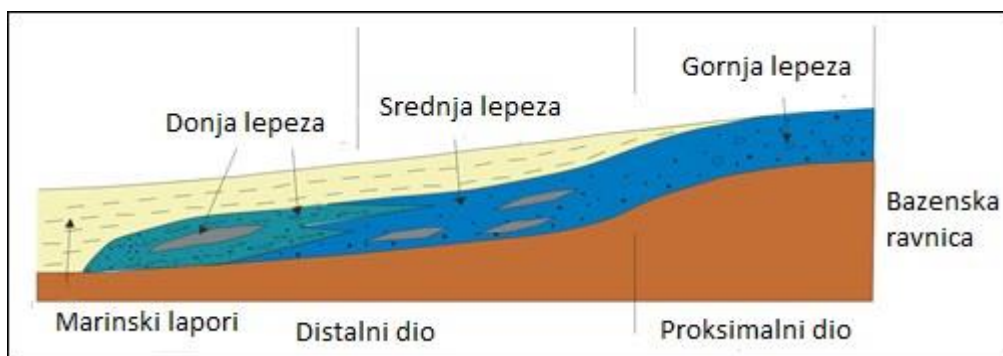 Gornja lepeza
Srednja lepeza
Donja lepeza
Bazenska
ravnica
Marinski lapori
Distalni dio
Proksimalni dio